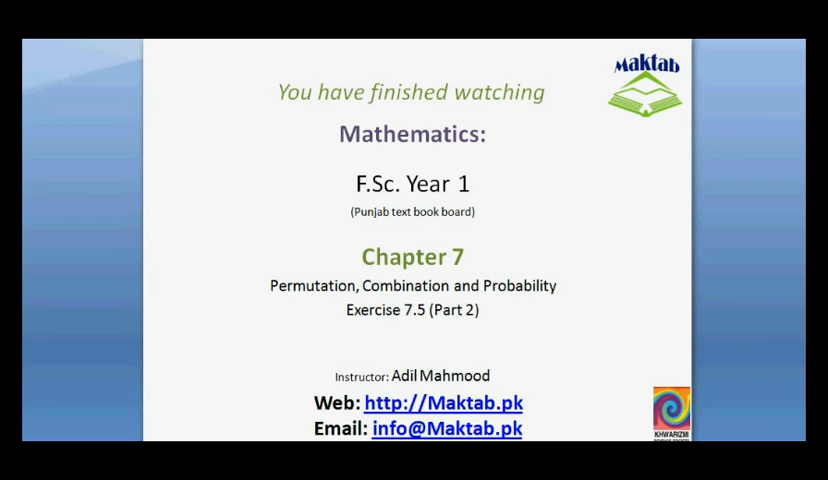 Maktab
You have finished watching
Mathematics:
F.Sc. Year 1
(Punjab text book board)
Chapter 7
Permutation, Combination and Probability
Exercise 7.5 (Part 2)
Instructor: Adil Mahmood
Web: http://Maktab.pk
Email: info@Maktab.pk
KHWARIZMI